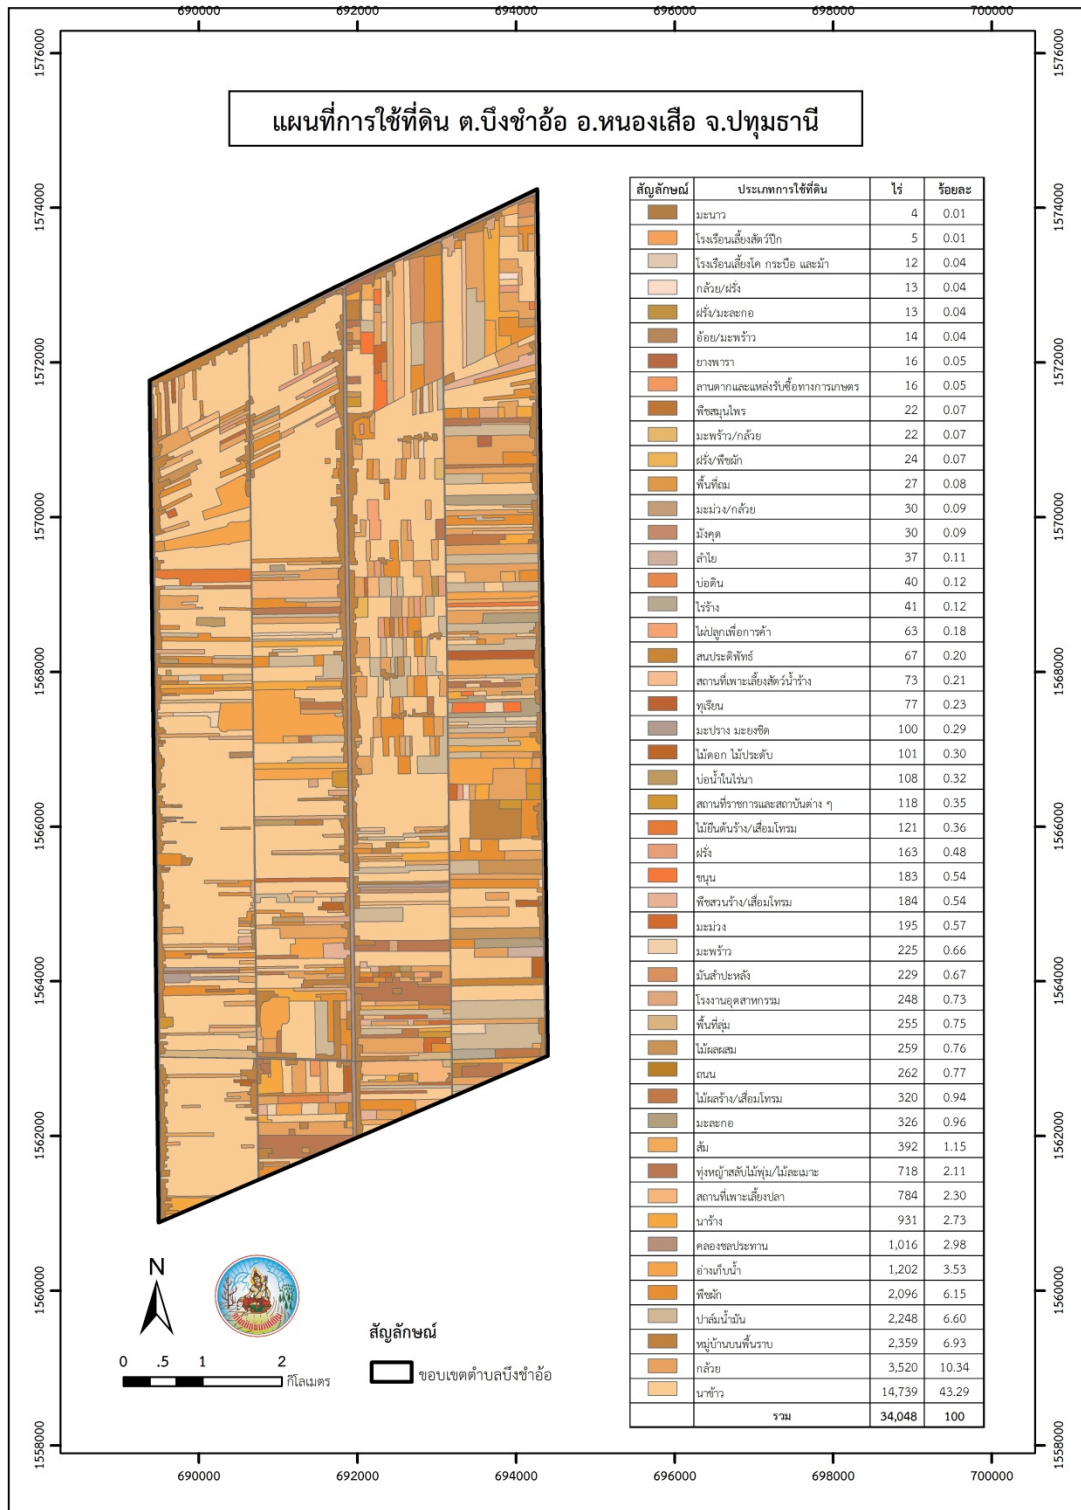 690000 692000 694000 696000 698000 700000
1576000 1576000
แผนที่การใช้ที่ดิน ต.บึงชำอ้อ อ.หนองเสือ จ.ปทุมธานี
1574000 1574000
1572000 1572000
1570000 1570000
1568000 1568000
1566000 1566000
1564000 1564000
1562000 1562000
1560000 1560000
1558000 1558000
สัญลักษณ์ ประเภทการใช้ที่ดิน ไร่ ร้อยละ
มะนาว 4 0.01
โรงเรือนเลี้ยงสัตว์ปีก 5 0.01
โรงเรือนเลี้ยงโค กระบือ และม้า 12 0.04
กล้วย/ฝรั่ง 13 0.04
ฝรั่ง/มะละกอ 13 0.04
อ้อย/มะพร้าว 14 0.04
ยางพารา 16 0.05
ลานตากและแหล่งรับซื้อทางการเกษตร 16 0.05
พืชสมุนไพร 22 0.07
มะพร้าว/กล้วย 22 0.07
ฝรั่ง/พืชผัก 24 0.07
พื้นที่ถม 27 0.08
มะม่วง/กล้วย 30 0.09
มังคุด 30 0.09
ลำไย 37 0.11
บ่อดิน 40 0.12
ไร่ร้าง 41 0.12
ไผ่ปลูกเพื่อการค้า 63 0.18
สนประดิพัทธ์ 67 0.20
สถานที่เพาะเลี้ยงสัตว์น้ำร้าง 73 0.21
ทุเรียน 77 0.23
มะปราง มะยงชิด 100 0.29
ไม้ดอก ไม้ประดับ 101 0.30
บ่อน้ำในไร่นา 108 0.32
สถานที่ราชการและสถาบันต่าง ๆ 118 0.35
ไม้ยืนต้นร้าง/เสื่อมโทรม 121 0.36
ฝรั่ง 163 0.48
ขนุน 183 0.54
พืชสวนร้าง/เสื่อมโทรม 184 0.54
มะม่วง 195 0.57
มะพร้าว 225 0.66
มันสำปะหลัง 229 0.67
โรงงานอุตสาหกรรม 248 0.73
พื้นที่ลุ่ม 255 0.75
ไม้ผลผสม 259 0.76
ถนน 262 0.77
ไม้ผลร้าง/เสื่อมโทรม 320 0.94
มะละกอ 326 0.96
ส้ม 392 1.15
ทุ่งหญ้าสลับไม้พุ่ม/ไม้ละเมาะ 718 2.11
สถานที่เพาะเลี้ยงปลา 784 2.30
นาร้าง 931 2.73
คลองชลประทาน 1,016 2.98
อ่างเก็บน้ำ 1,202 3.53
พืชผัก 2,096 6.15
ปาล์มน้ำมัน 2,248 6.60
หมู่บ้านบนพื้นราบ 2,359 6.93
กล้วย 3,520 10.34
นาข้าว 14,739 43.29
รวม 34,048 100
N
สัญลักษณ์
ขอบเขตตำบลบึงชำอ้อ
0 .5 1 2
กิโลเมตร
690000 692000 694000 696000 698000 700000